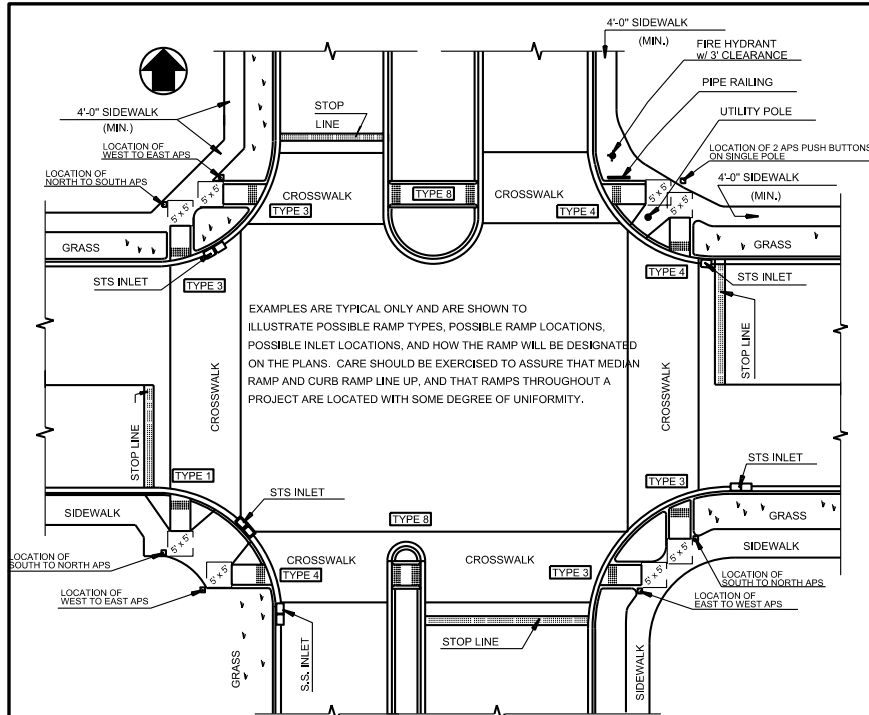 4'-0" SIDEWALK
(MIN.)
FIRE HYDRANT
w/ 3' CLEARANCE
PIPE RAILING
UTILITY POLE
LOCATION OF 2 APS PUSH BUTTONS
ON SINGLE POLE
4'-0" SIDEWALK
(MIN.)
STOP
LINE
4'-0" SIDEWALK
(MIN.)
LOCATION OF
WEST TO EAST APS
LOCATION OF
NORTH TO SOUTH APS
5' x 5'
5' x 5'
CROSSWALK
TYPE 8
CROSSWALK
TYPE 3
TYPE 4
5' x 5'
5' x 5'
GRASS
GRASS
STS INLET
TYPE 3
TYPE 4
STS INLET
EXAMPLES ARE TYPICAL ONLY AND ARE SHOWN TO
ILLUSTRATE POSSIBLE RAMP TYPES, POSSIBLE RAMP LOCATIONS,
POSSIBLE INLET LOCATIONS, AND HOW THE RAMP WILL BE DESIGNATED
ON THE PLANS. CARE SHOULD BE EXERCISED TO ASSURE THAT MEDIAN
RAMP AND CURB RAMP LINE UP, AND THAT RAMPS THROUGHOUT A
PROJECT ARE LOCATED WITH SOME DEGREE OF UNIFORMITY.
CROSSWALK
CROSSWALK
STOP LINE
STOP LINE
TYPE 1
STS INLET
TYPE 8
TYPE 3
STS INLET
SIDEWALK
GRASS
SIDEWALK
5' x 5'
5' x 5'
LOCATION OF
SOUTH TO NORTH APS
LOCATION OF
WEST TO EAST APS
TYPE 4
CROSSWALK
CROSSWALK
TYPE 3
5' x 5'
5' x 5'
LOCATION OF
SOUTH TO NORTH APS
LOCATION OF
EAST TO WEST APS
GRASS
S.S. INLET
STOP LINE
SIDEWALK